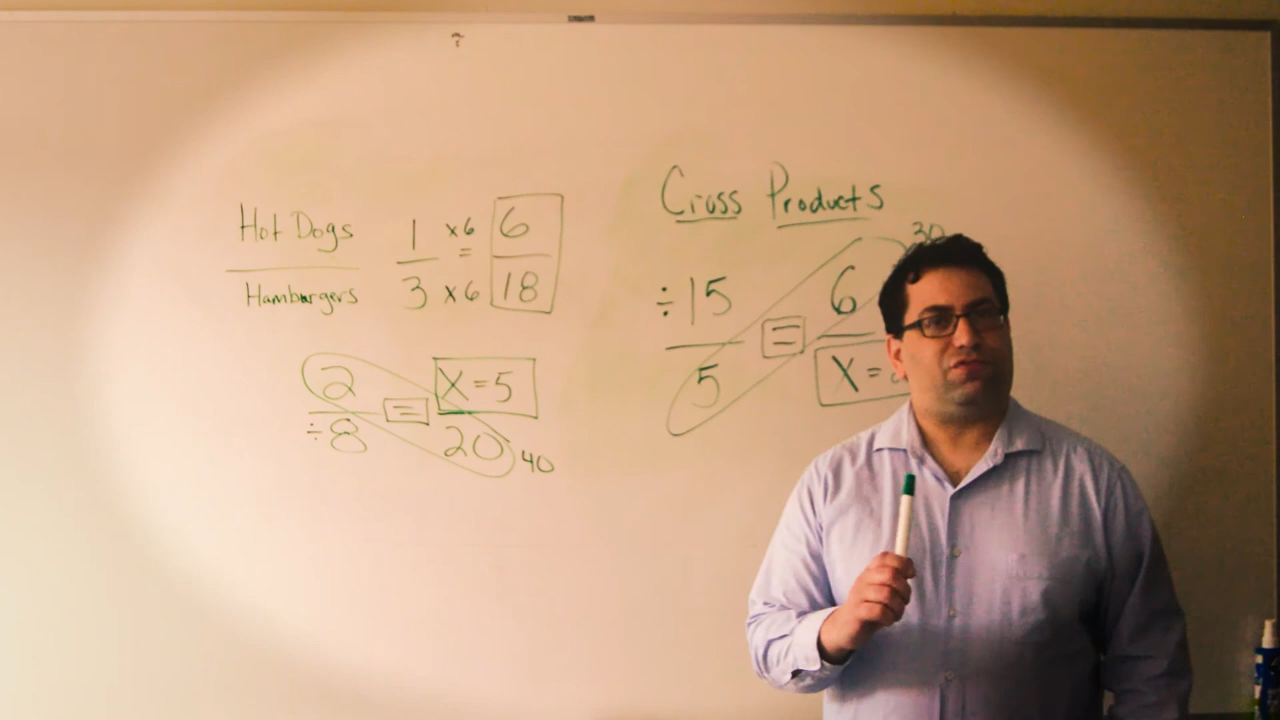 ?
Hot Dogs
Hamburgers
1 x6 6
=
3 x6 18
2 = X = 5
÷8 20 40
Cross Products
30
÷15 = 6
5 X =